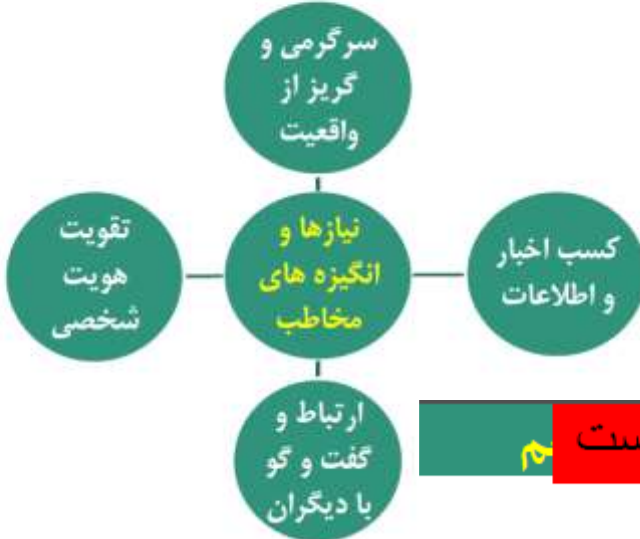 سرگرمی و
گریز از
واقعیت
کسب اخبار
و اطلاعات
نیازها و
انگیزه های
مخاطب
تقویت
هویت
شخصی
ارتباط و
گفت و گو
با دیگران